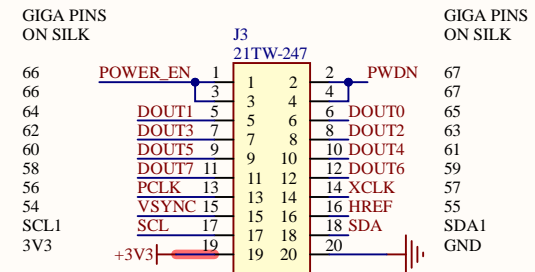 GIGA PINS ON SILK J3 21TW-247 GIGA PINS ON SILK
66 POWER_EN 1 1 2 2 PWDN 67
66 3 3 4 4 67
64 DOUT1 5 5 6 6 DOUT0 65
62 DOUT3 7 7 8 8 DOUT2 63
60 DOUT5 9 9 10 10 DOUT4 61
58 DOUT7 11 11 12 12 DOUT6 59
56 PCLK 13 13 14 14 XCLK 57
54 VSYNC 15 15 16 16 HREF 55
SCL1 SCL 17 17 18 18 SDA SDA1
3V3 +3V3 19 19 20 20 GND